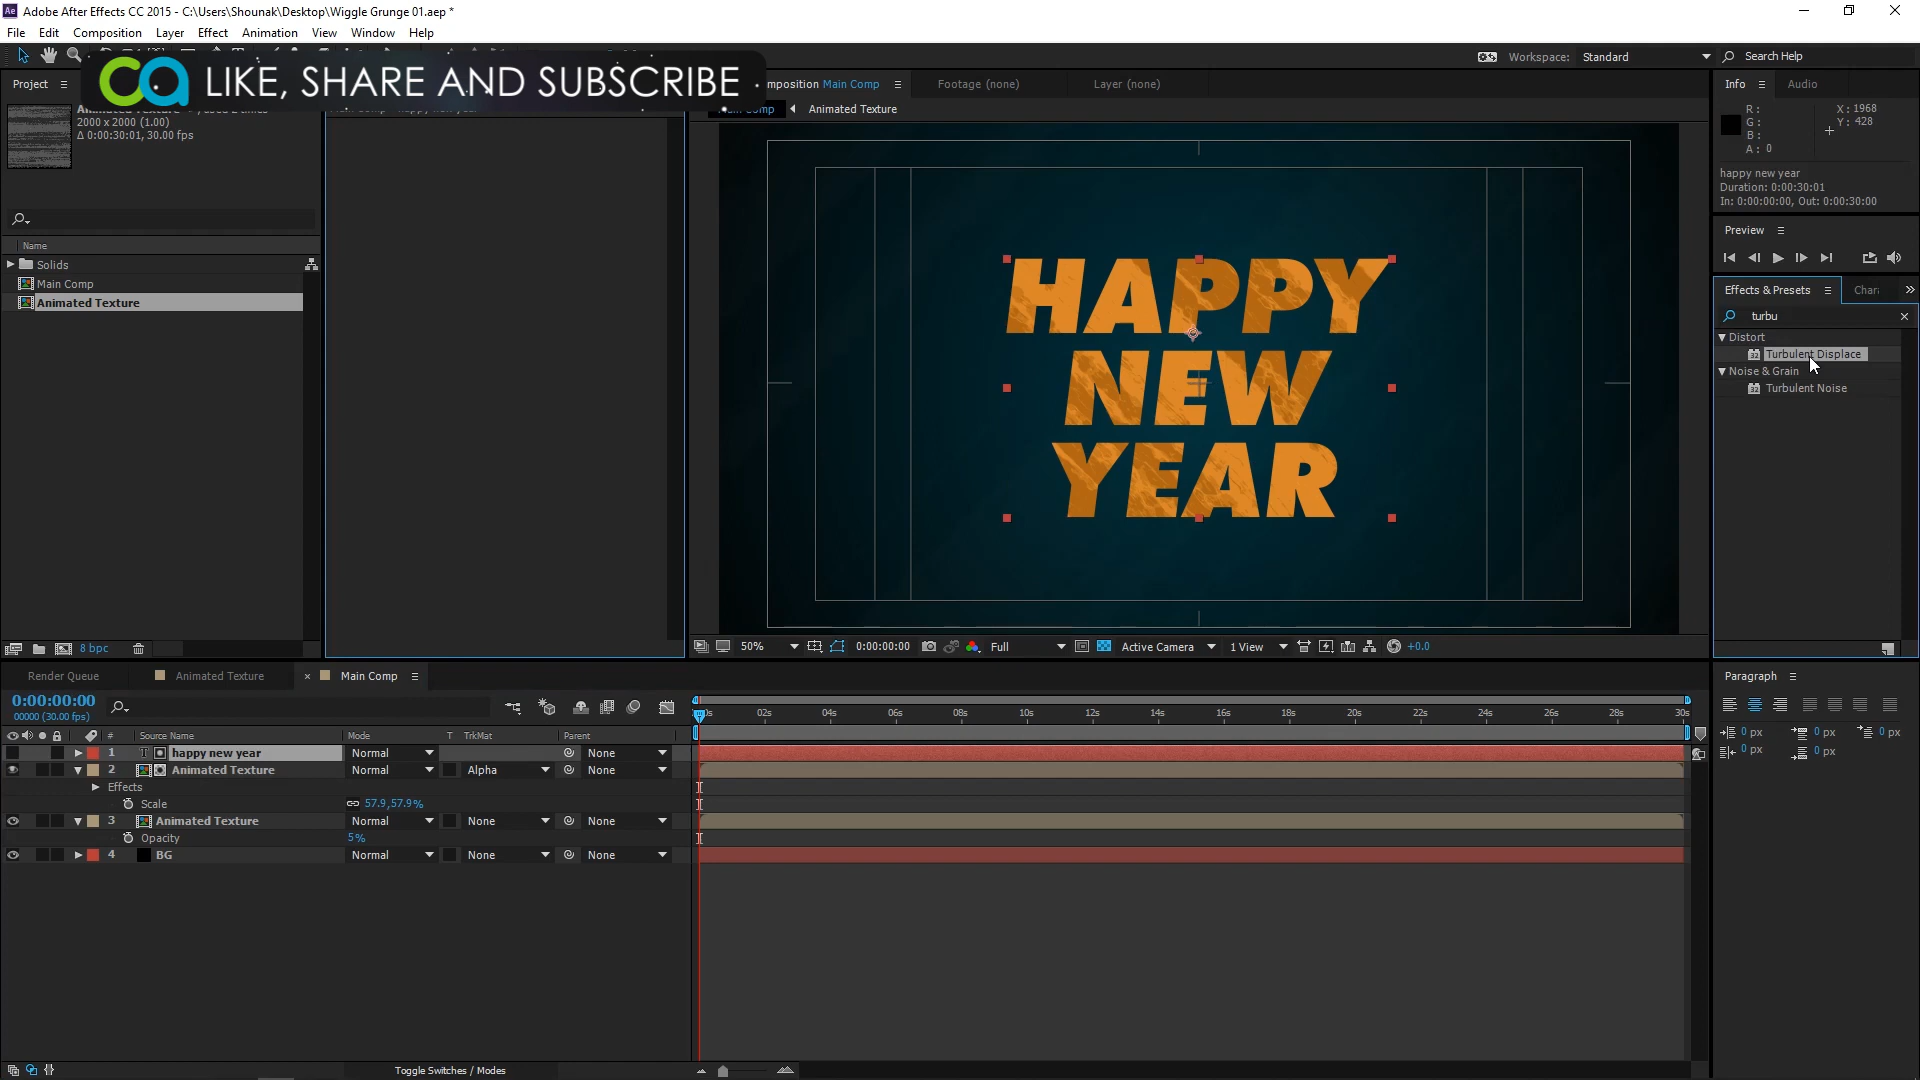 Adobe After Effects CC 2015 - C:\Users\Shounak\Desktop\Wiggle Grunge 01.aep *
File Edit Composition Layer Effect Animation View Window Help
LIKE, SHARE AND SUBSCRIBE
Workspace: Standard
Search Help
Project
2000 x 2000 (1.00)
Δ 0:00:30:01, 30.00 fps
Name
Solids
Main Comp
Animated Texture
8 bpc
mposition Main Comp
Footage (none)
Layer (none)
Animated Texture
HAPPY
NEW
YEAR
50%
0:00:00:00
Full
Active Camera
1 View
+0.0
Info
Audio
R:
G:
B:
A: 0
X: 1968
Y: 428
happy new year
Duration: 0:00:30:01
In: 0:00:00:00, Out: 0:00:30:00
Preview
Effects & Presets
Chara
turbu
Distort
Turbulent Displace
Noise & Grain
Turbulent Noise
Paragraph
0 px 0 px 0 px
0 px 0 px
Render Queue
Animated Texture
Main Comp
0:00:00:00
00000 (30.00 fps)
# Source Name Mode T TrkMat Parent
1 T happy new year Normal None
2 Animated Texture Normal Alpha None
Effects
Scale 57.9,57.9%
3 Animated Texture Normal None None
Opacity 5%
4 BG Normal None None
02s 04s 06s 08s 10s 12s 14s 16s 18s 20s 22s 24s 26s 28s 30s
Toggle Switches / Modes